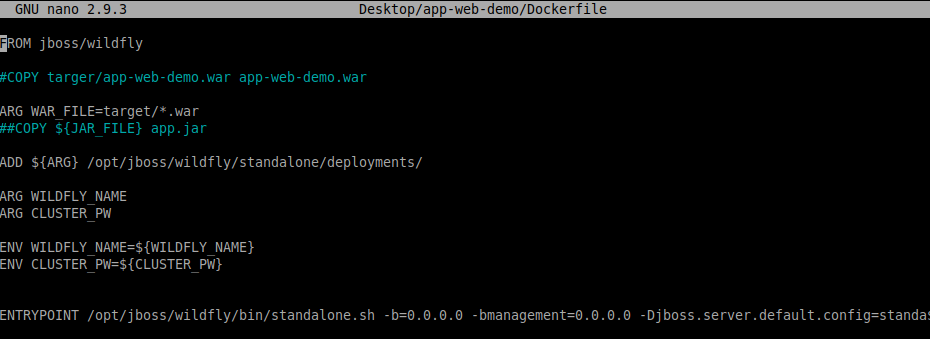 GNU nano 2.9.3 Desktop/app-web-demo/Dockerfile
FROM jboss/wildfly
#COPY targer/app-web-demo.war app-web-demo.war
ARG WAR_FILE=target/*.war
##COPY ${JAR_FILE} app.jar
ADD ${ARG} /opt/jboss/wildfly/standalone/deployments/
ARG WILDFLY_NAME
ARG CLUSTER_PW
ENV WILDFLY_NAME=${WILDFLY_NAME}
ENV CLUSTER_PW=${CLUSTER_PW}
ENTRYPOINT /opt/jboss/wildfly/bin/standalone.sh -b=0.0.0.0 -bmanagement=0.0.0.0 -Djboss.server.default.config=standas